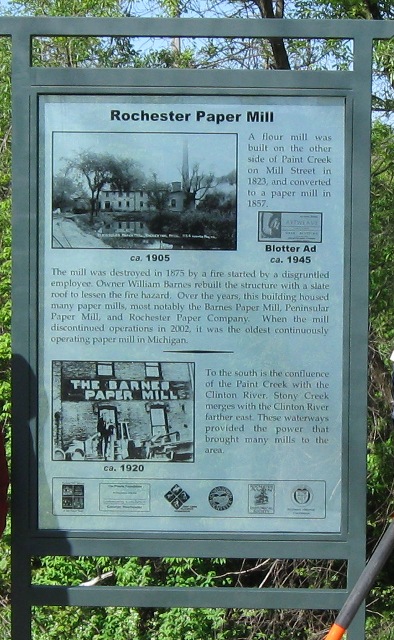 Rochester Paper Mill
A flour mill was
built on the other
side of Paint Creek
on Mill Street in
1823, and converted
to a paper mill in
1857.
Blotter Ad
ca. 1945
ca. 1905
The mill was destroyed in 1875 by a fire started by a disgruntled
employee. Owner William Barnes rebuilt the structure with a slate
roof to lessen the fire hazard. Over the years, this building housed
many paper mills, most notably the Barnes Paper Mill, Peninsular
Paper Mill, and Rochester Paper Company. When the mill
discontinued operations in 2002, it was the oldest continuously
operating paper mill in Michigan.
THE BARNES
PAPER MILL
ca. 1920
To the south is the confluence
of the Paint Creek with the
Clinton River. Stony Creek
merges with the Clinton River
farther east. These waterways
provided the power that
brought many mills to the
area.